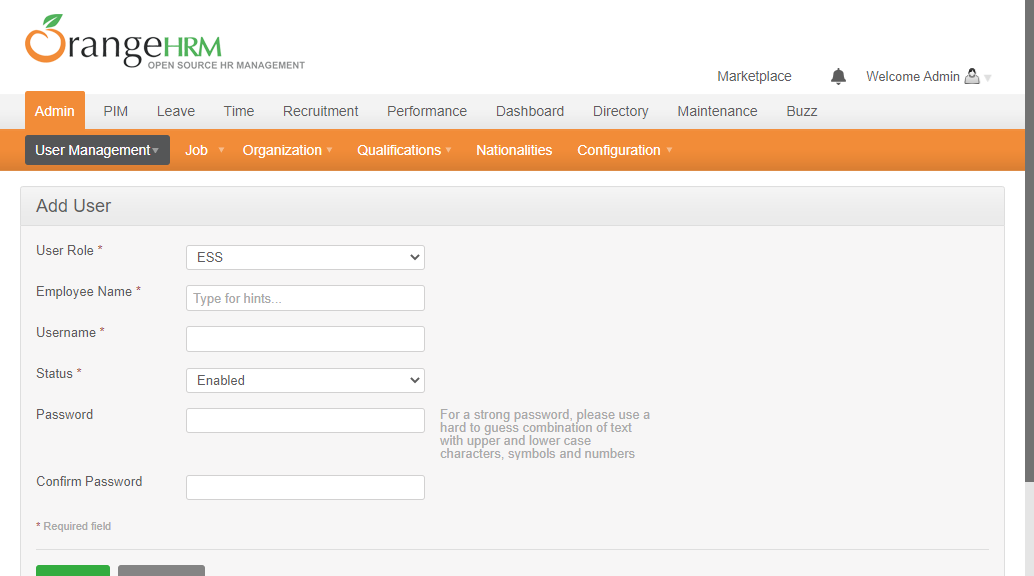 OrangeHRM
OPEN SOURCE HR MANAGEMENT
Marketplace Welcome Admin
Admin PIM Leave Time Recruitment Performance Dashboard Directory Maintenance Buzz
User Management Job Organization Qualifications Nationalities Configuration
Add User
User Role * ESS
Employee Name * Type for hints...
Username *
Status * Enabled
Password
For a strong password, please use a
hard to guess combination of text
with upper and lower case
characters, symbols and numbers
Confirm Password
* Required field